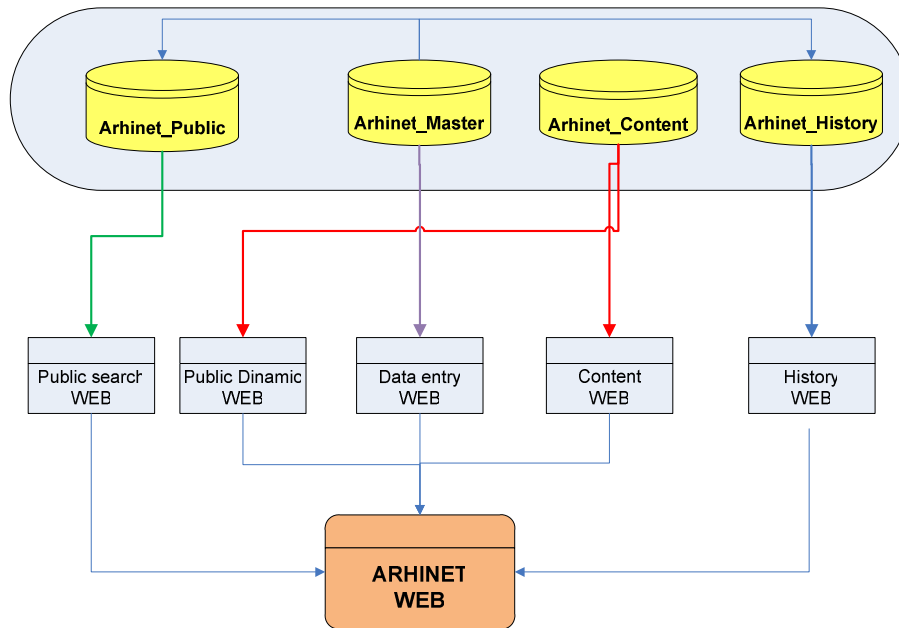 Arhinet_Public
Arhinet_Master
Arhinet_Content
Arhinet_History
Public search
WEB
Public Dinamic
WEB
Data entry
WEB
Content
WEB
History
WEB
ARHINET
WEB